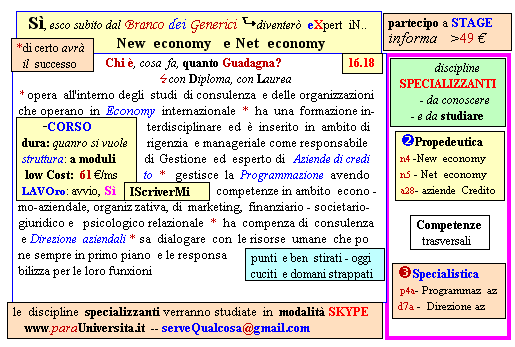 Sì, esco subito dal Branco dei Generici diventerò eXpert iN..
New economy e Net economy
*di certo avrà
il successo
Chi è, cosa fa, quanto Guadagna?
16.18
con Diploma, con Laurea
* opera all'interno degli studi di consulenza e delle organizzazioni
che operano in Economy internazionale * ha una formazione in-
-CORSO
dura: quanro si vuole
struttura: a moduli
low Cost: 61 €/ms
LAVOro: avvio, Sì
IScriverMi
terdisciplinare ed è inserito in ambito di
rigenzia e manageriale come responsabile
di Gestione ed esperto di Aziende di credi
to * gestisce la Programmazione avendo
competenze in ambito econo -
mo-aziendale, organizzativa, di marketing, finanziario - societario-
giuridico e psicologico relazionale * ha compenza di consulenza
e Direzione aziendali * sa dialogare con le risorse umane che po
ne sempre in primo piano e le responsa
bilizza per le loro funxioni
punti e ben stirati - oggi
cuciti e domani strappati
le discipline specializzanti verranno studiate in modalità SKYPE
www.paraUniversita.it -- serveQualcosa@gmail.com
partecipo a STAGE
informa >49 €
discipline
SPECIALIZZANTI
- da conoscere
- e da studiare
❷Propedeutica
n4 -New economy
n5 - Net economy
a28- aziende Credito
Competenze
trasversali
❸Specialistica
p4a- Programmaz az
d7a - Direzione az